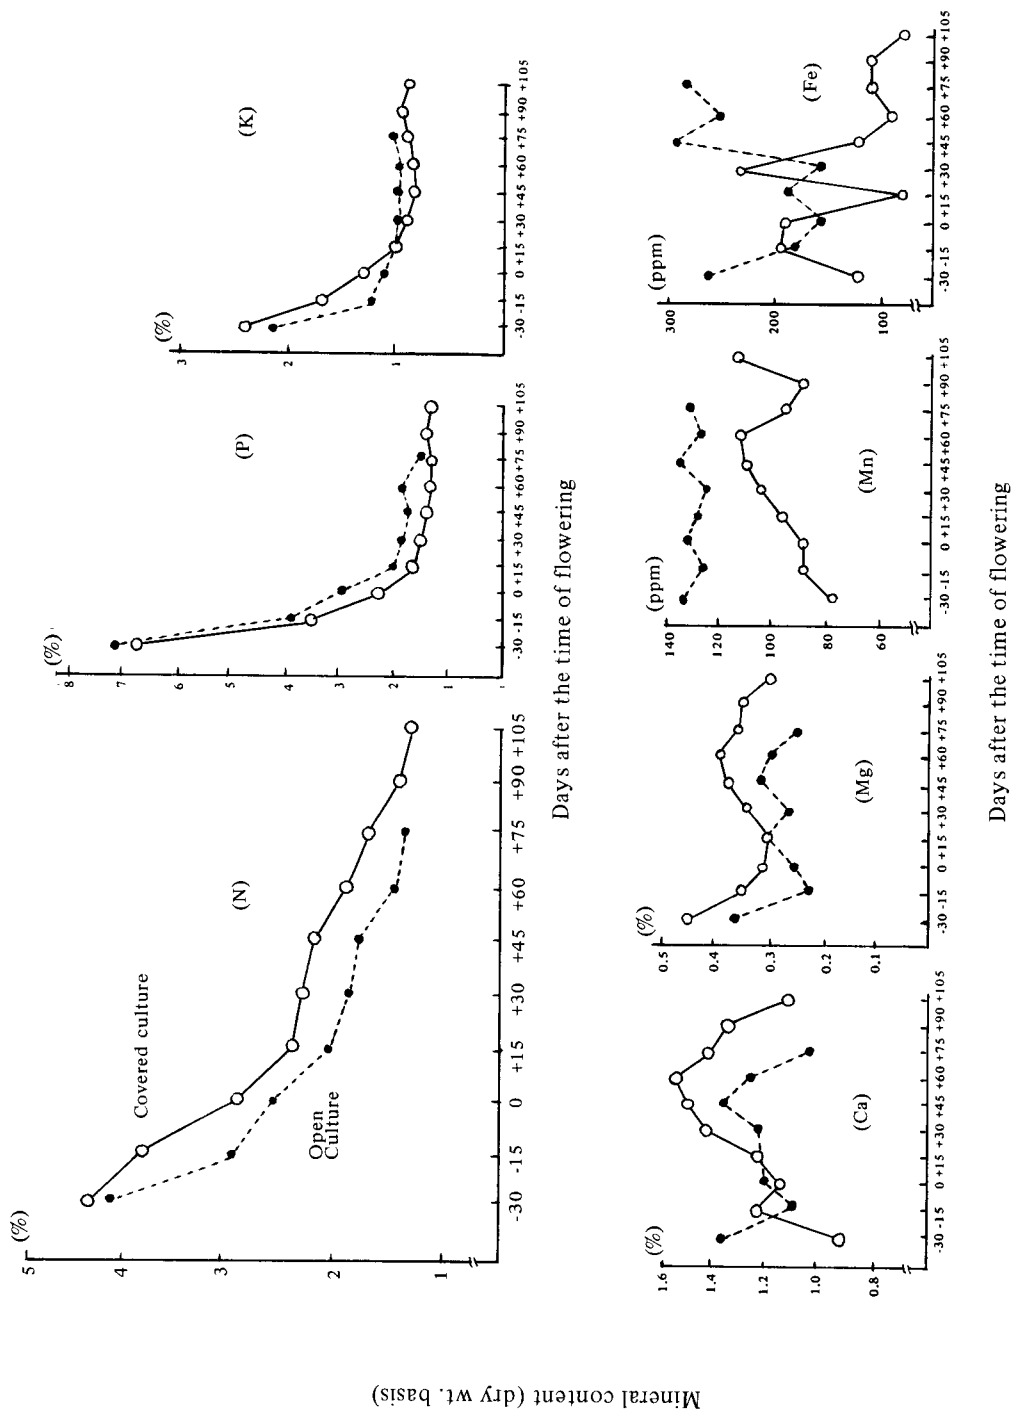 Mineral content (dry wt. basis)
(%)
5
4
3
2
1
Covered culture
Open
Culture
(N)
-30 -15 0 +15 +30 +45 +60 +75 +90 +105
(%)
8
7
6
5
4
3
2
1
(P)
-30 -15 0 +15 +30 +45 +60 +75 +90 +105
(%)
3
2
1
(K)
-30 -15 0 +15 +30 +45 +60 +75 +90 +105
Days after the time of flowering
(%)
1.6
1.4
1.2
1.0
0.8
(Ca)
-30 -15 0 +15 +30 +45 +60 +75 +90 +105
(%)
0.5
0.4
0.3
0.2
0.1
(Mg)
-30 -15 0 +15 +30 +45 +60 +75 +90 +105
(ppm)
140
120
100
80
60
(Mn)
-30 -15 0 +15 +30 +45 +60 +75 +90 +105
(ppm)
300
200
100
(Fe)
-30 -15 0 +15 +30 +45 +60 +75 +90 +105
Days after the time of flowering